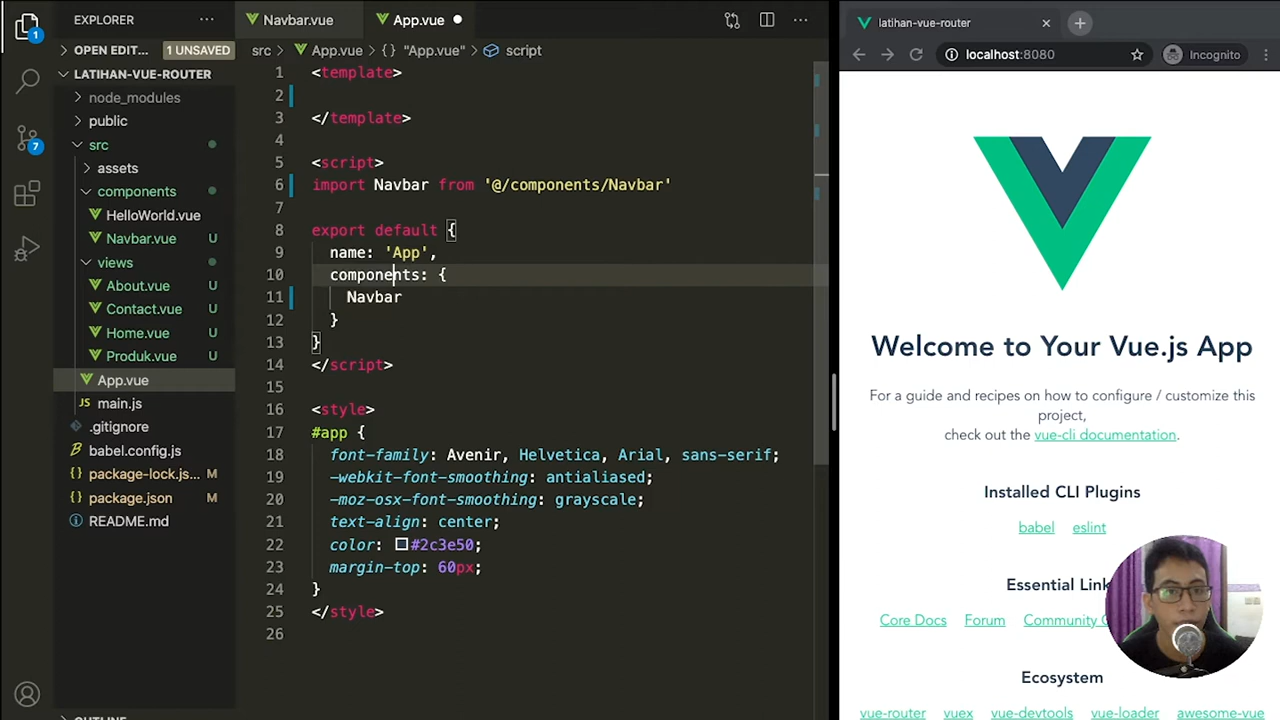 EXPLORER
OPEN EDIT... 1 UNSAVED
LATIHAN-VUE-ROUTER
node_modules
public
src
assets
components
HelloWorld.vue
Navbar.vue U
views
About.vue U
Contact.vue U
Home.vue U
Produk.vue U
App.vue
main.js
.gitignore
babel.config.js
package-lock.js... M
package.json M
README.md
OUTLINE
1
7
Navbar.vue App.vue
src > App.vue > {} "App.vue" > script
1 <template>
2
3 </template>
4
5 <script>
6 import Navbar from '@/components/Navbar'
7
8 export default {
9 name: 'App',
10 components: {
11 Navbar
12 }
13 }
14 </script>
15
16 <style>
17 #app {
18 font-family: Avenir, Helvetica, Arial, sans-serif;
19 -webkit-font-smoothing: antialiased;
20 -moz-osx-font-smoothing: grayscale;
21 text-align: center;
22 color: #2c3e50;
23 margin-top: 60px;
24 }
25 </style>
26
latihan-vue-router
localhost:8080 Incognito
Welcome to Your Vue.js App
For a guide and recipes on how to configure / customize this
project,
check out the vue-cli documentation.
Installed CLI Plugins
babel eslint
Essential Link
Core Docs Forum Community
Ecosystem
vue-router vuex vue-devtools vue-loader awesome-vue